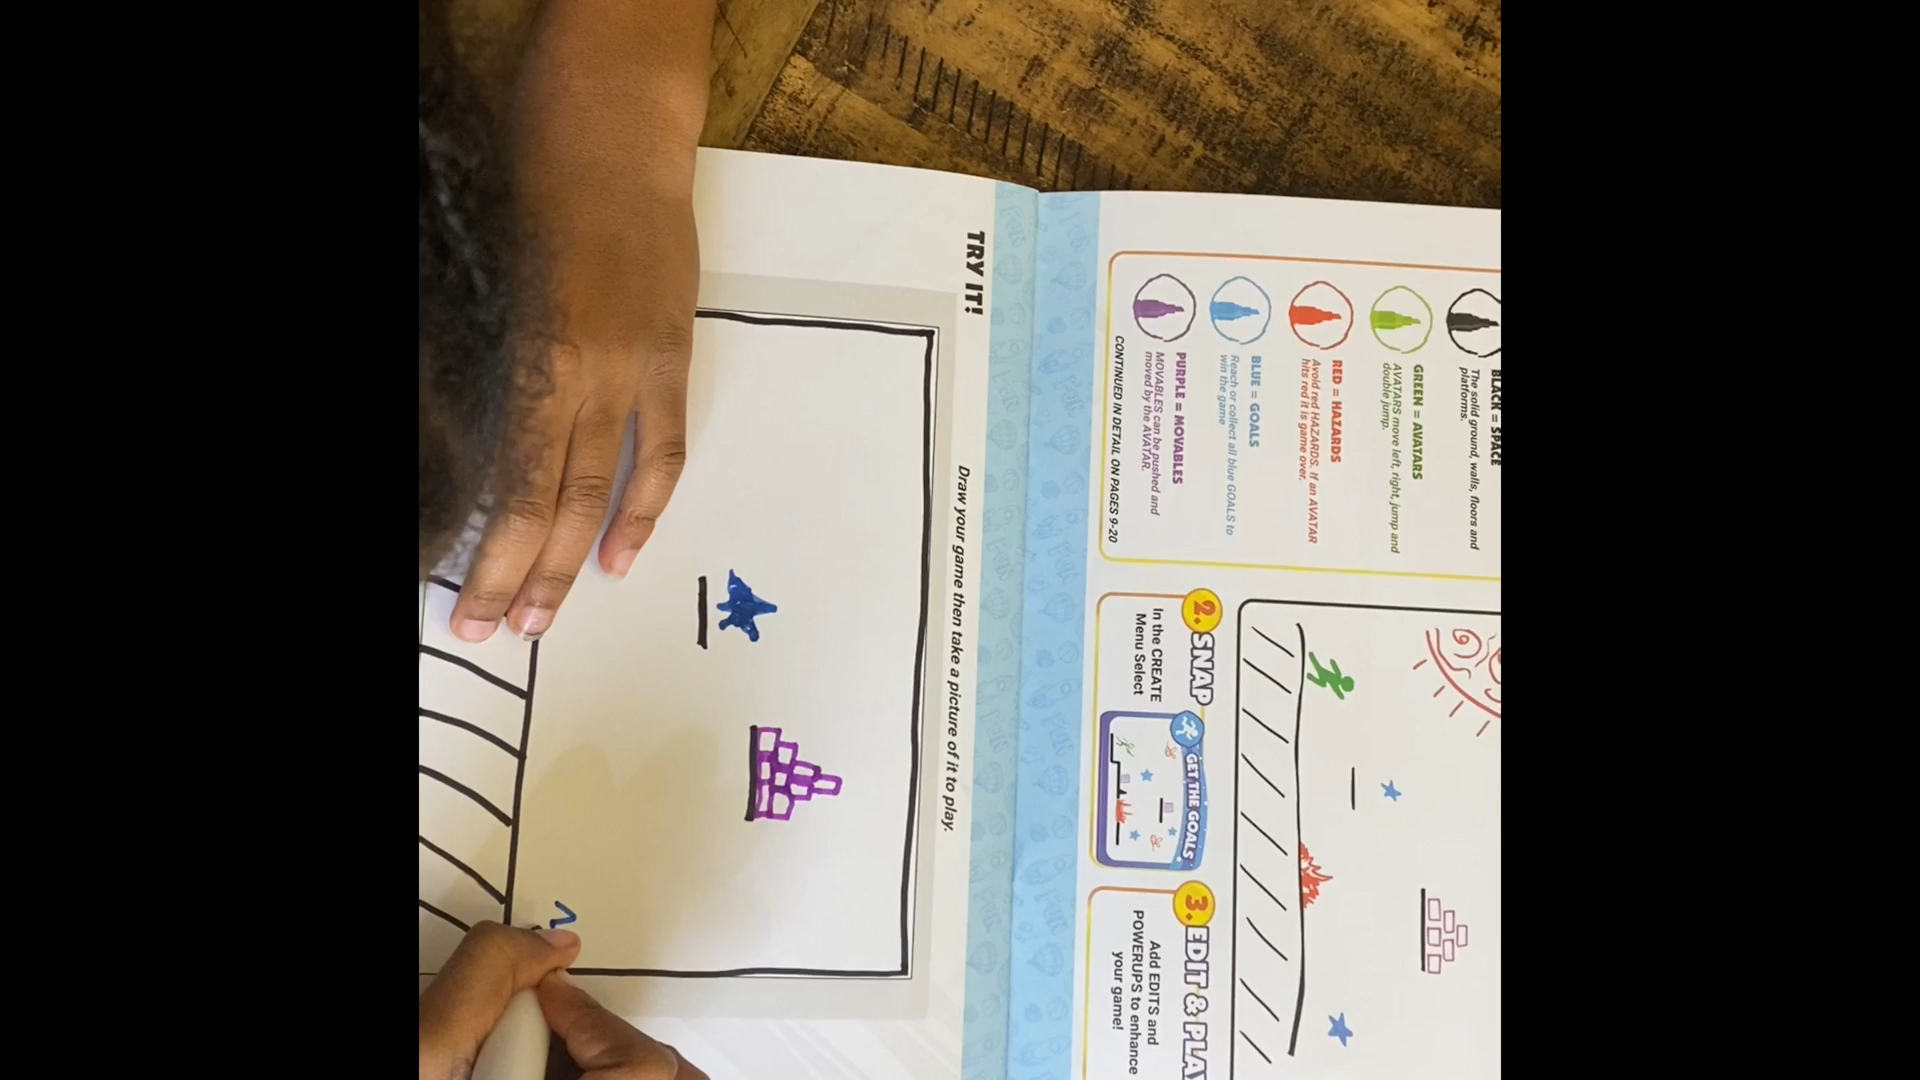 TRY IT!
Draw your game then take a picture of it to play.
BLACK = SPACE
The solid ground, walls, floors and
platforms.
GREEN = AVATARS
AVATARS move left, right, jump and
double jump.
RED = HAZARDS
Avoid red HAZARDS. If an AVATAR
hits red it is game over.
BLUE = GOALS
Reach or collect all blue GOALS to
win the game
PURPLE = MOVABLES
MOVABLES can be pushed and
moved by the AVATAR.
CONTINUED IN DETAIL ON PAGES 9-20
2. SNAP
In the CREATE
Menu Select
GET THE GOALS
3. EDIT & PLAY
Add EDITS and
POWERUPS to enhance
your game!